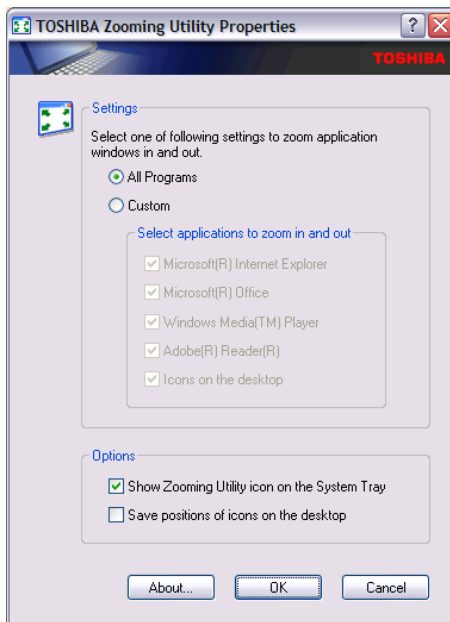 TOSHIBA Zooming Utility Properties
TOSHIBA
Settings
Select one of following settings to zoom application
windows in and out.
All Programs
Custom
Select applications to zoom in and out
Microsoft(R) Internet Explorer
Microsoft(R) Office
Windows Media(TM) Player
Adobe(R) Reader(R)
Icons on the desktop
Options
Show Zooming Utility icon on the System Tray
Save positions of icons on the desktop
About... OK Cancel